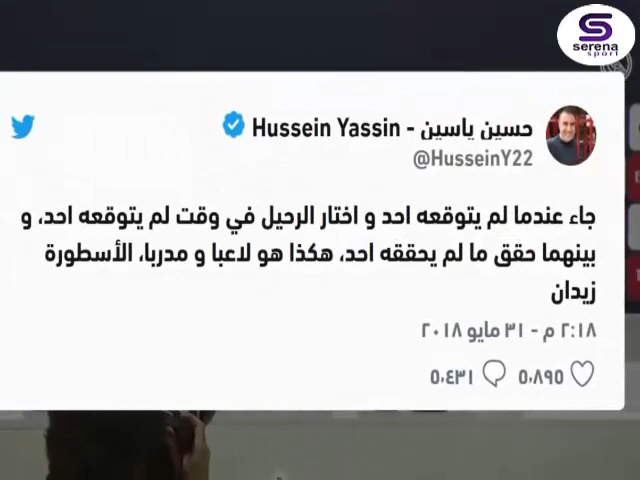 serena
sport
حسين ياسين - Hussein Yassin
@HusseinY22
جاء عندما لم يتوقعه احد و اختار الرحيل في وقت لم يتوقعه احد، و
بينهما حقق ما لم يحققه احد، هكذا هو لاعبا و مدربا، الأسطورة
زيدان
٢:١٨ م - ٣١ مايو ٢٠١٨
٥،٨٩٥ ٥،٤٣١